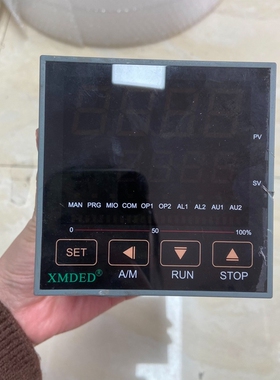 PV
SV
MAN PRG MIO COM OP1 OP2 AL1 AL2 AU1 AU2
0 50 100%
SET
XMDED® A/M RUN STOP